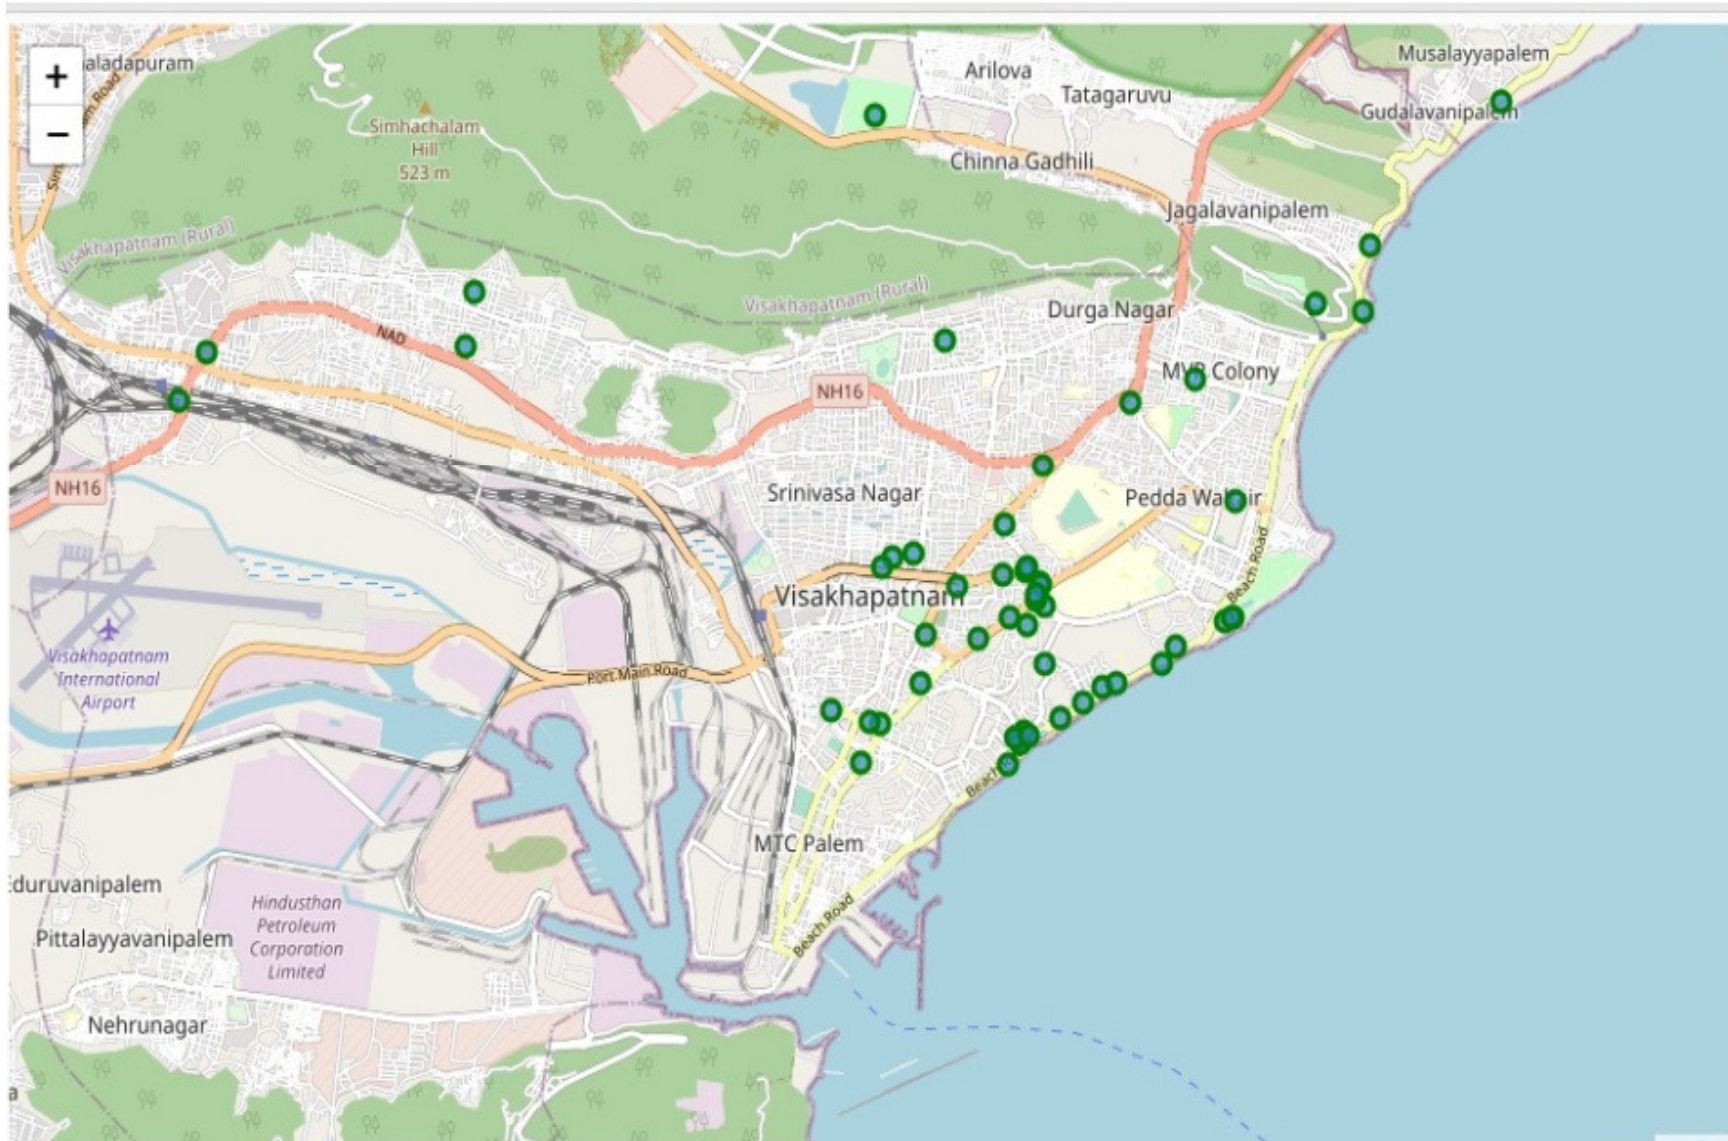 +
−
aladapuram
Musalayyapalem
Arilova
Tatagaruvu
Gudalavanipalem
Simhachalam
Hill
523 m
Chinna Gadhili
Jagalavanipalem
Visakhapatnam (Rural)
Visakhapatnam (Rural)
Durga Nagar
NAD
MVP Colony
NH16
NH16
Srinivasa Nagar
Pedda Waltair
Beach Road
Visakhapatnam
Visakhapatnam
International
Airport
Port Main Road
Beach
MTC Palem
Hindusthan
Petroleum
Corporation
Limited
Beach Road
Pittalayyavanipalem
Nehrunagar